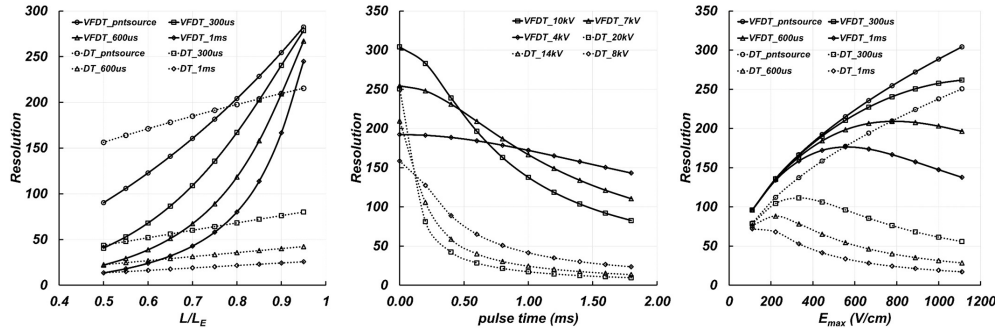 VFDT_pntsource VFDT_300us
VFDT_600us VFDT_1ms
DT_pntsource DT_300us
DT_600us DT_1ms
300
250
200
150
100
50
0
Resolution
0.4 0.5 0.6 0.7 0.8 0.9 1
L/L_E
VFDT_10kV VFDT_7kV
VFDT_4kV DT_20kV
DT_14kV DT_8kV
350
300
250
200
150
100
50
0
Resolution
0.00 0.50 1.00 1.50 2.00
pulse time (ms)
VFDT_pntsource VFDT_300us
VFDT_600us VFDT_1ms
DT_pntsource DT_300us
DT_600us DT_1ms
350
300
250
200
150
100
50
0
Resolution
0 200 400 600 800 1000 1200
E_max (V/cm)